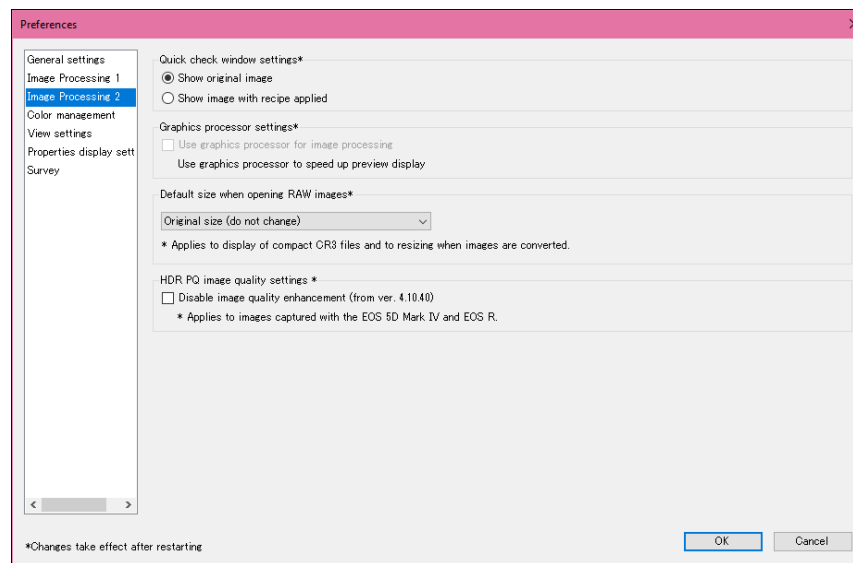 Preferences
General settings
Image Processing 1
Image Processing 2
Color management
View settings
Properties display sett
Survey
Quick check window settings*
Show original image
Show image with recipe applied
Graphics processor settings*
Use graphics processor for image processing
Use graphics processor to speed up preview display
Default size when opening RAW images*
Original size (do not change)
* Applies to display of compact CR3 files and to resizing when images are converted.
HDR PQ image quality settings *
Disable image quality enhancement (from ver. 4.10.40)
* Applies to images captured with the EOS 5D Mark IV and EOS R.
*Changes take effect after restarting
OK
Cancel